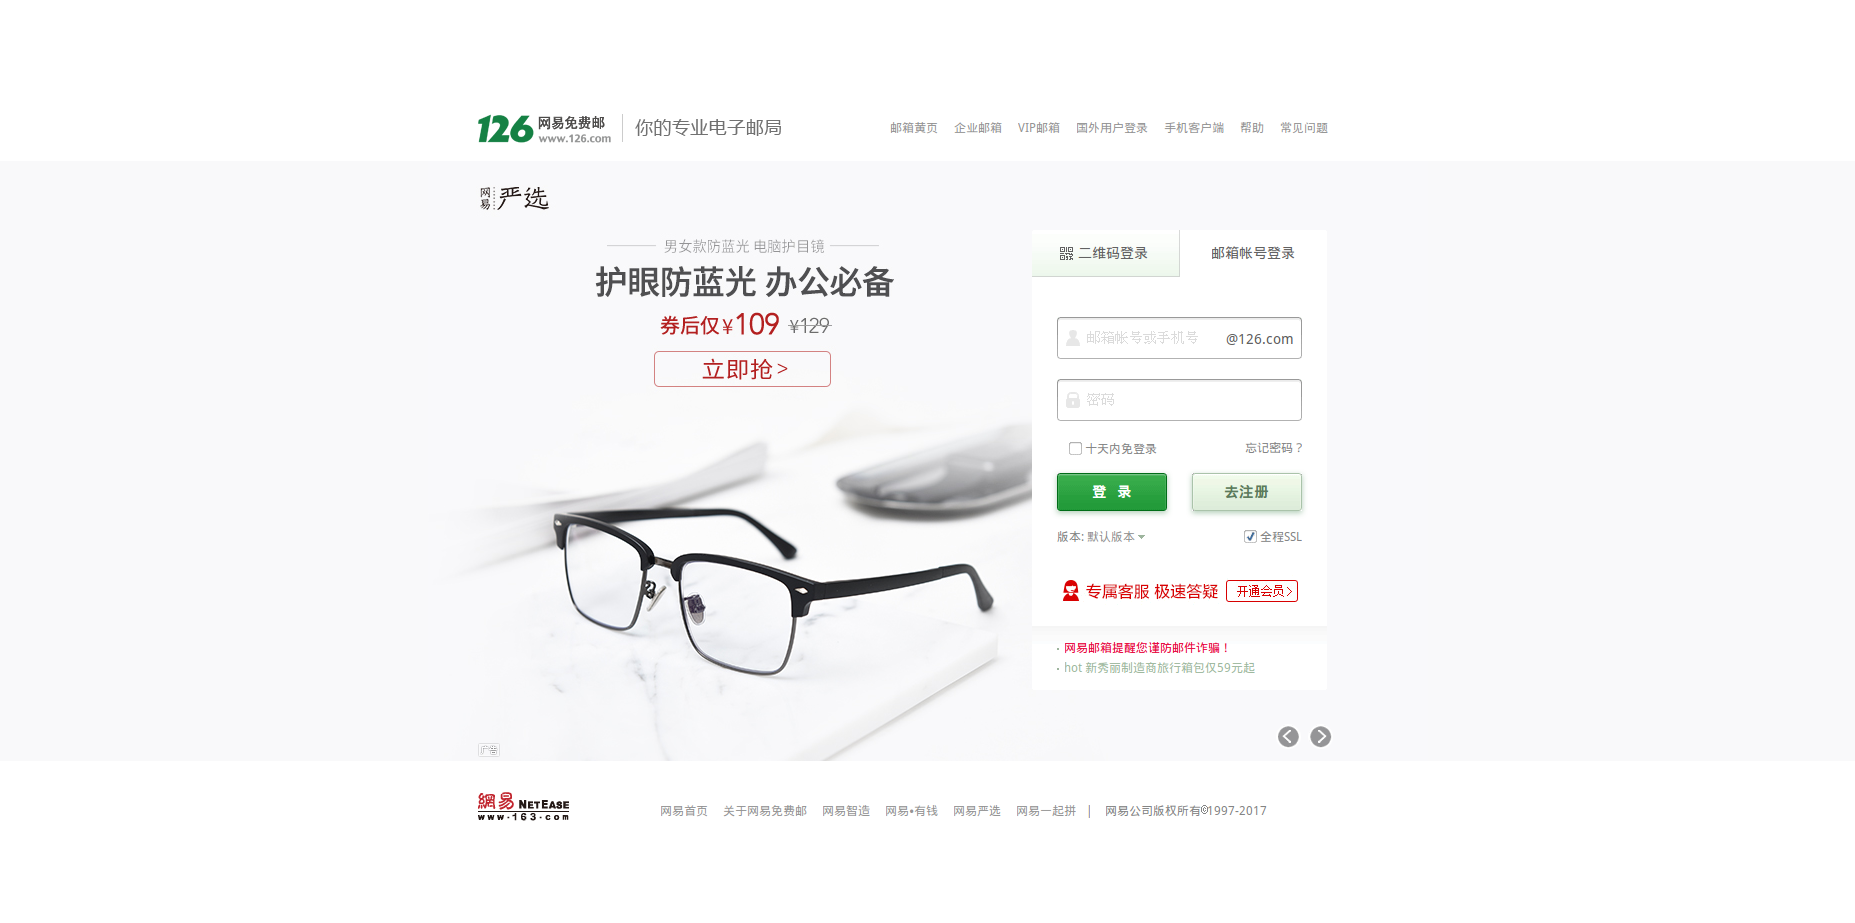 126 网易免费邮
www.126.com
你的专业电子邮局
邮箱黄页 企业邮箱 VIP邮箱 国外用户登录 手机客户端 帮助 常见问题
网易 严选
男女款防蓝光 电脑护目镜
护眼防蓝光 办公必备
券后仅¥109 ¥129
立即抢 >
二维码登录
邮箱帐号登录
邮箱帐号或手机号 @126.com
密码
十天内免登录 忘记密码?
登 录 去注册
版本: 默认版本 全程SSL
专属客服 极速答疑 开通会员
· 网易邮箱提醒您谨防邮件诈骗!
· hot 新秀丽制造商旅行箱包仅59元起
广告
網易 NETEASE
www.163.com
网易首页 关于网易免费邮 网易智造 网易•有钱 网易严选 网易一起拼 | 网易公司版权所有©1997-2017